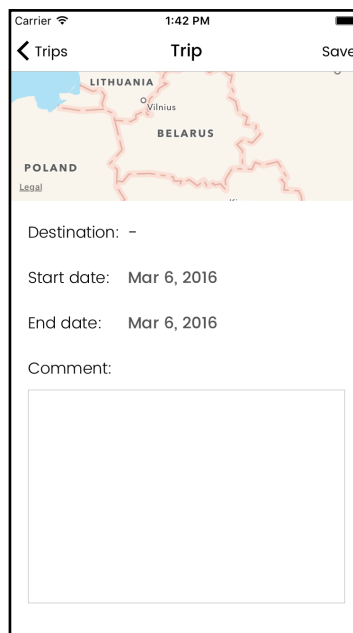 Carrier 1:42 PM
Trips Trip Save
LITHUANIA
Vilnius
BELARUS
POLAND
Legal
Destination: -
Start date: Mar 6, 2016
End date: Mar 6, 2016
Comment: